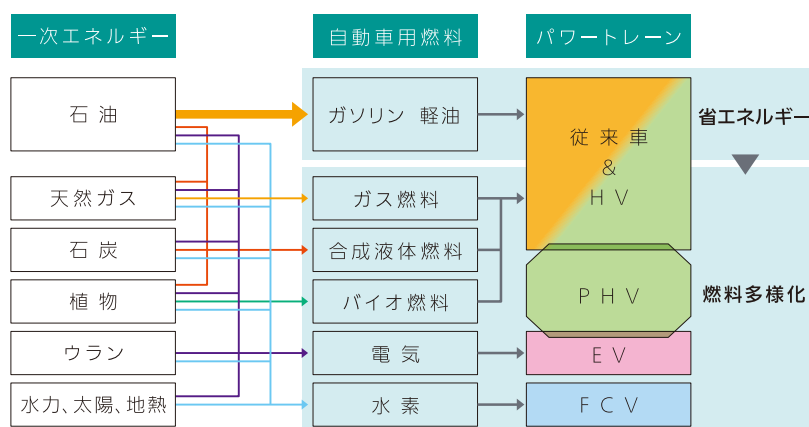 一次エネルギー
自動車用燃料
パワートレーン
石油
ガソリン 軽油
従来車
&
HV
省エネルギー
天然ガス
ガス燃料
石炭
合成液体燃料
植物
バイオ燃料
PHV
燃料多様化
ウラン
電気
EV
水力、太陽、地熱
水素
FCV